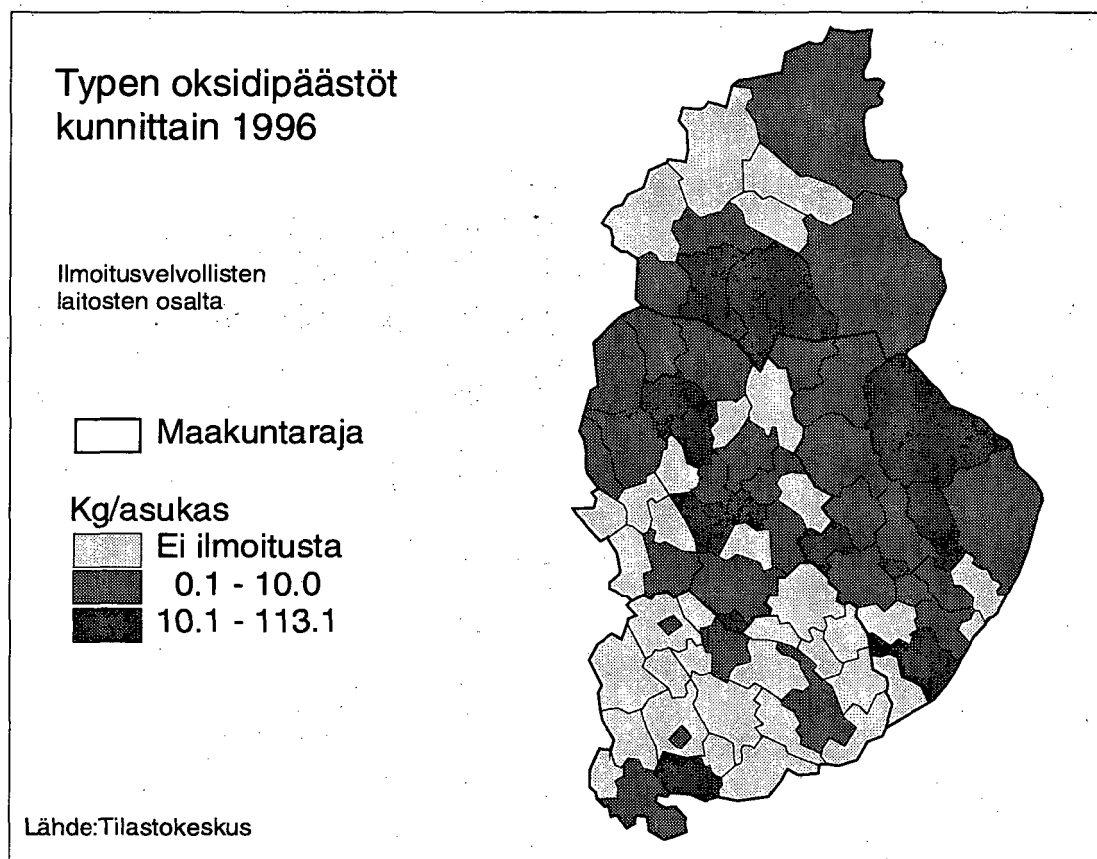 Typen oksidipäästöt
kunnittain 1996
Ilmoitusvelvollisten
laitosten osalta
Maakuntaraja
Kg/asukas
Ei ilmoitusta
0.1 - 10.0
10.1 - 113.1
Lähde:Tilastokeskus